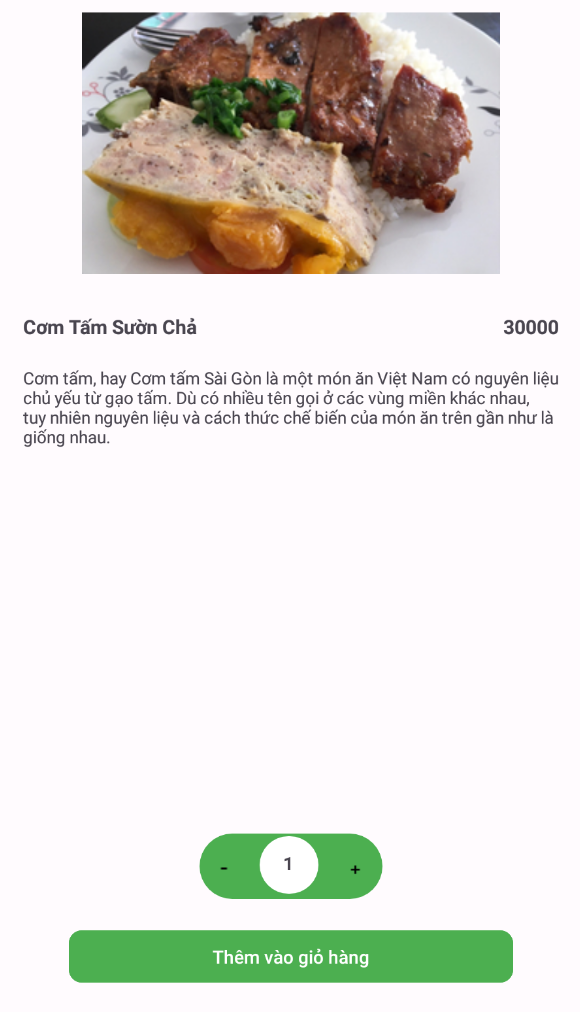 Cơm Tấm Sườn Chả 30000
Cơm tấm, hay Cơm tấm Sài Gòn là một món ăn Việt Nam có nguyên liệu
chủ yếu từ gạo tấm. Dù có nhiều tên gọi ở các vùng miền khác nhau,
tuy nhiên nguyên liệu và cách thức chế biến của món ăn trên gần như là
giống nhau.
- 1 +
Thêm vào giỏ hàng